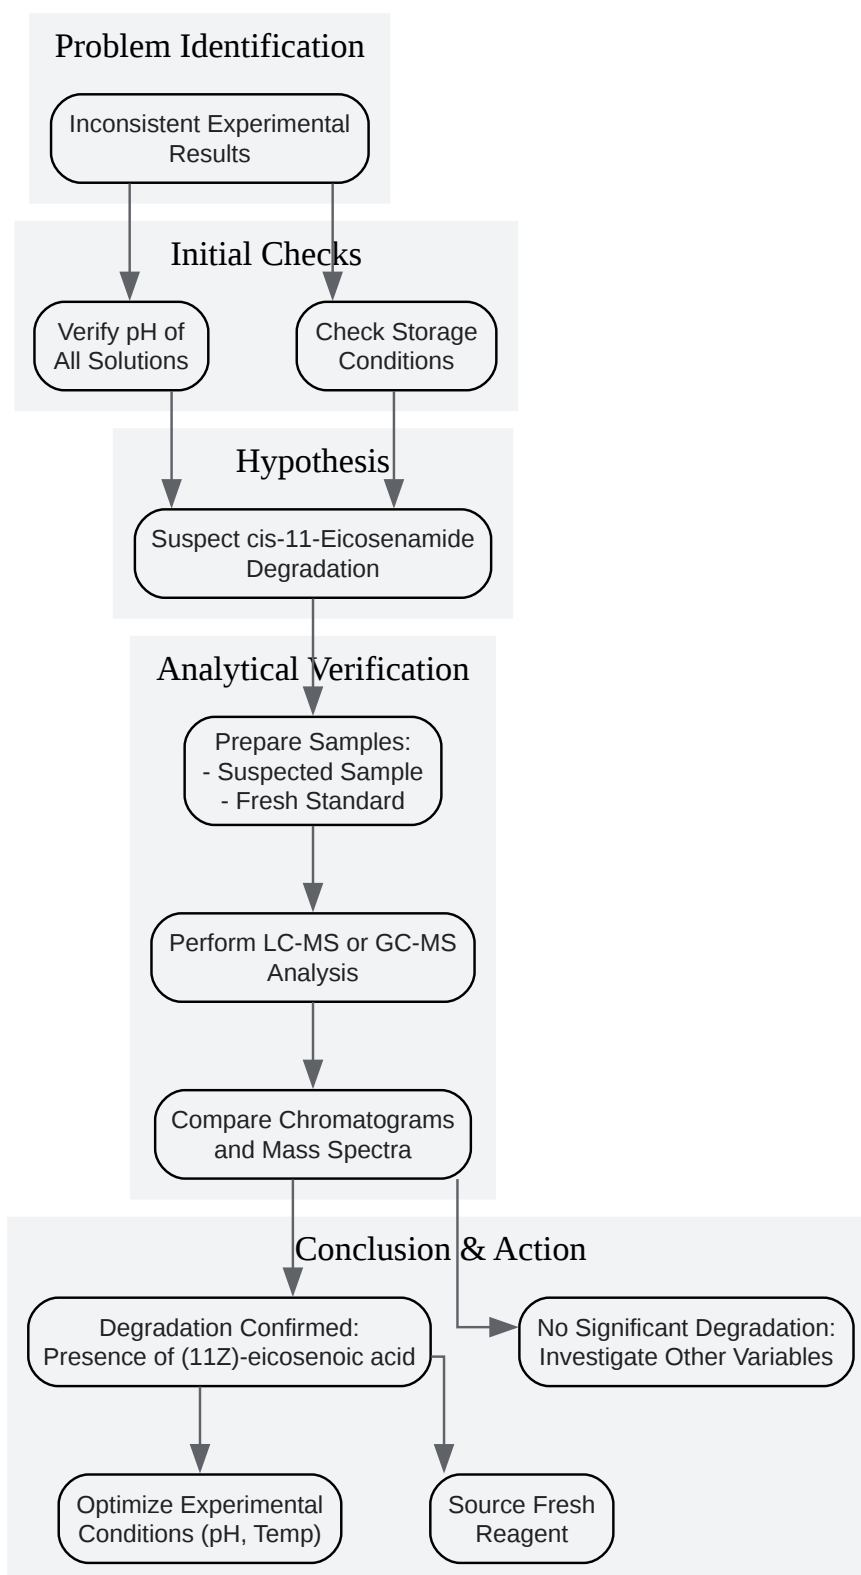 Problem Identification
Inconsistent Experimental
Results
Initial Checks
Verify pH of
All Solutions
Check Storage
Conditions
Hypothesis
Suspect cis-11-Eicosenamide
Degradation
Analytical Verification
Prepare Samples:
- Suspected Sample
- Fresh Standard
Perform LC-MS or GC-MS
Analysis
Compare Chromatograms
and Mass Spectra
Conclusion & Action
Degradation Confirmed:
Presence of (11Z)-eicosenoic acid
No Significant Degradation:
Investigate Other Variables
Optimize Experimental
Conditions (pH, Temp)
Source Fresh
Reagent